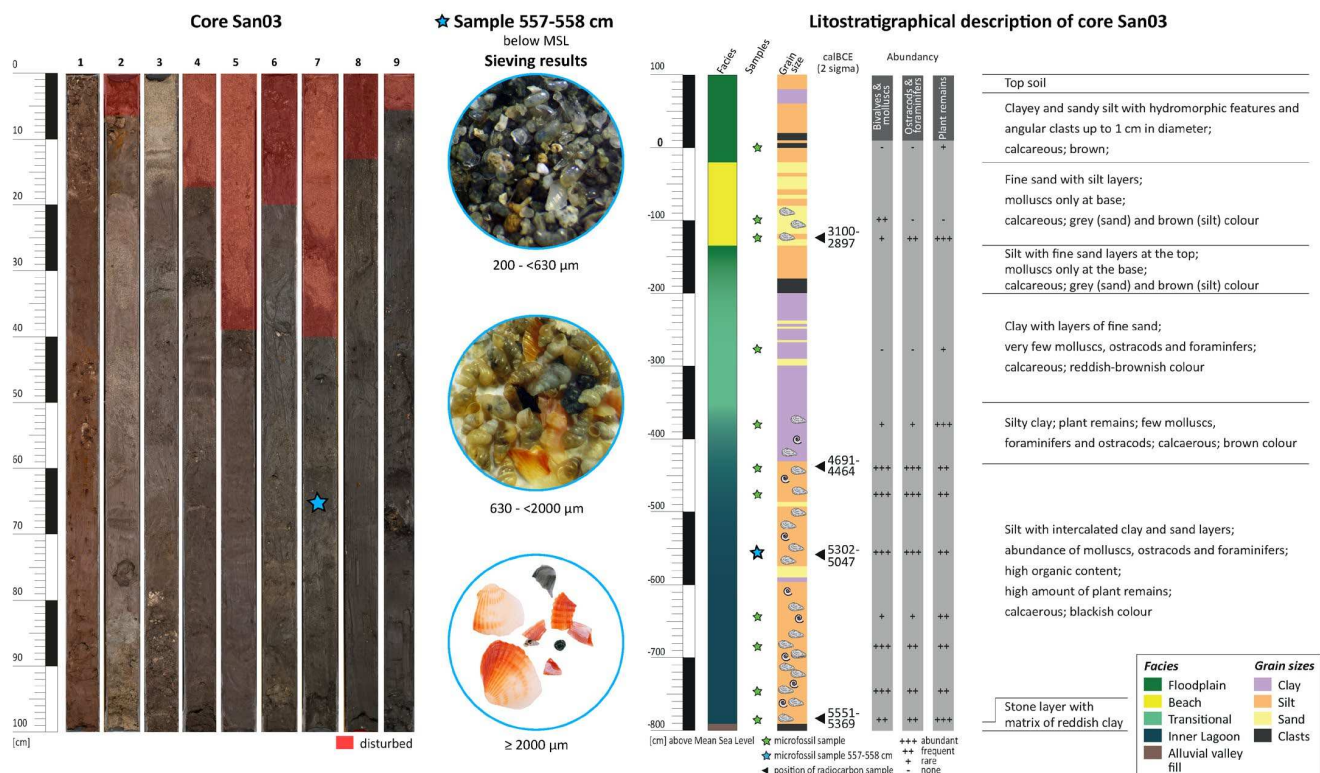 Core San03
0
1 2 3 4 5 6 7 8 9
10
20
30
40
50
60
70
80
90
100
[cm]
disturbed
Sample 557-558 cm
below MSL
Sieving results
200 - <630 µm
630 - <2000 µm
≥ 2000 µm
Litostratigraphical description of core San03
Facies
Samples
Grain size
calBCE
(2 sigma)
Abundancy
Bivalves & molluscs
Ostracods & foraminifers
Plant remains
100
0
-100
-200
-300
-400
-500
-600
-700
-800
[cm] above Mean Sea Level
3100-
2897
4691-
4464
5302-
5047
5551-
5369
- - +
++ - -
+ ++ +++
- - +
+ + +++
+++ +++ ++
+++ +++ ++
+++ +++ ++
+ + ++
+++ ++ ++
+++ ++ ++
++ ++ +++
Top soil
Clayey and sandy silt with hydromorphic features and
angular clasts up to 1 cm in diameter;
calcareous; brown;
Fine sand with silt layers;
molluscs only at base;
calcareous; grey (sand) and brown (silt) colour
Silt with fine sand layers at the top;
molluscs only at the base;
calcareous; grey (sand) and brown (silt) colour
Clay with layers of fine sand;
very few molluscs, ostracods and foraminfers;
calcareous; reddish-brownish colour
Silty clay; plant remains; few molluscs,
foraminifers and ostracods; calcaerous; brown colour
Silt with intercalated clay and sand layers;
abundance of molluscs, ostracods and foraminifers;
high organic content;
high amount of plant remains;
calcaerous; blackish colour
Stone layer with
matrix of reddish clay
microfossil sample
microfossil sample 557-558 cm
position of radiocarbon sample
+++ abundant
++ frequent
+ rare
- none
Facies
Floodplain
Beach
Transitional
Inner Lagoon
Alluvial valley
fill
Grain sizes
Clay
Silt
Sand
Clasts